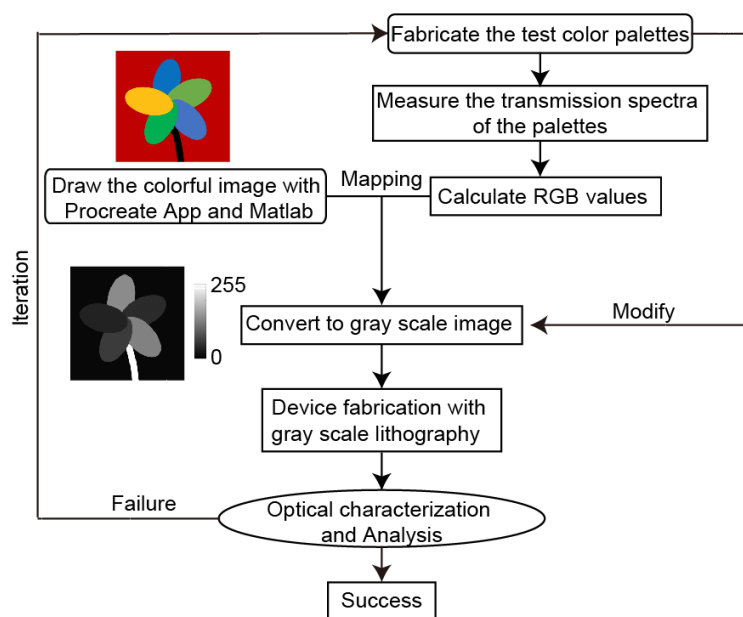 Fabricate the test color palettes
Measure the transmission spectra
of the palettes
Draw the colorful image with
Procreate App and Matlab
Mapping
Calculate RGB values
Iteration
255
0
Convert to gray scale image
Modify
Device fabrication with
gray scale lithography
Failure
Optical characterization
and Analysis
Success